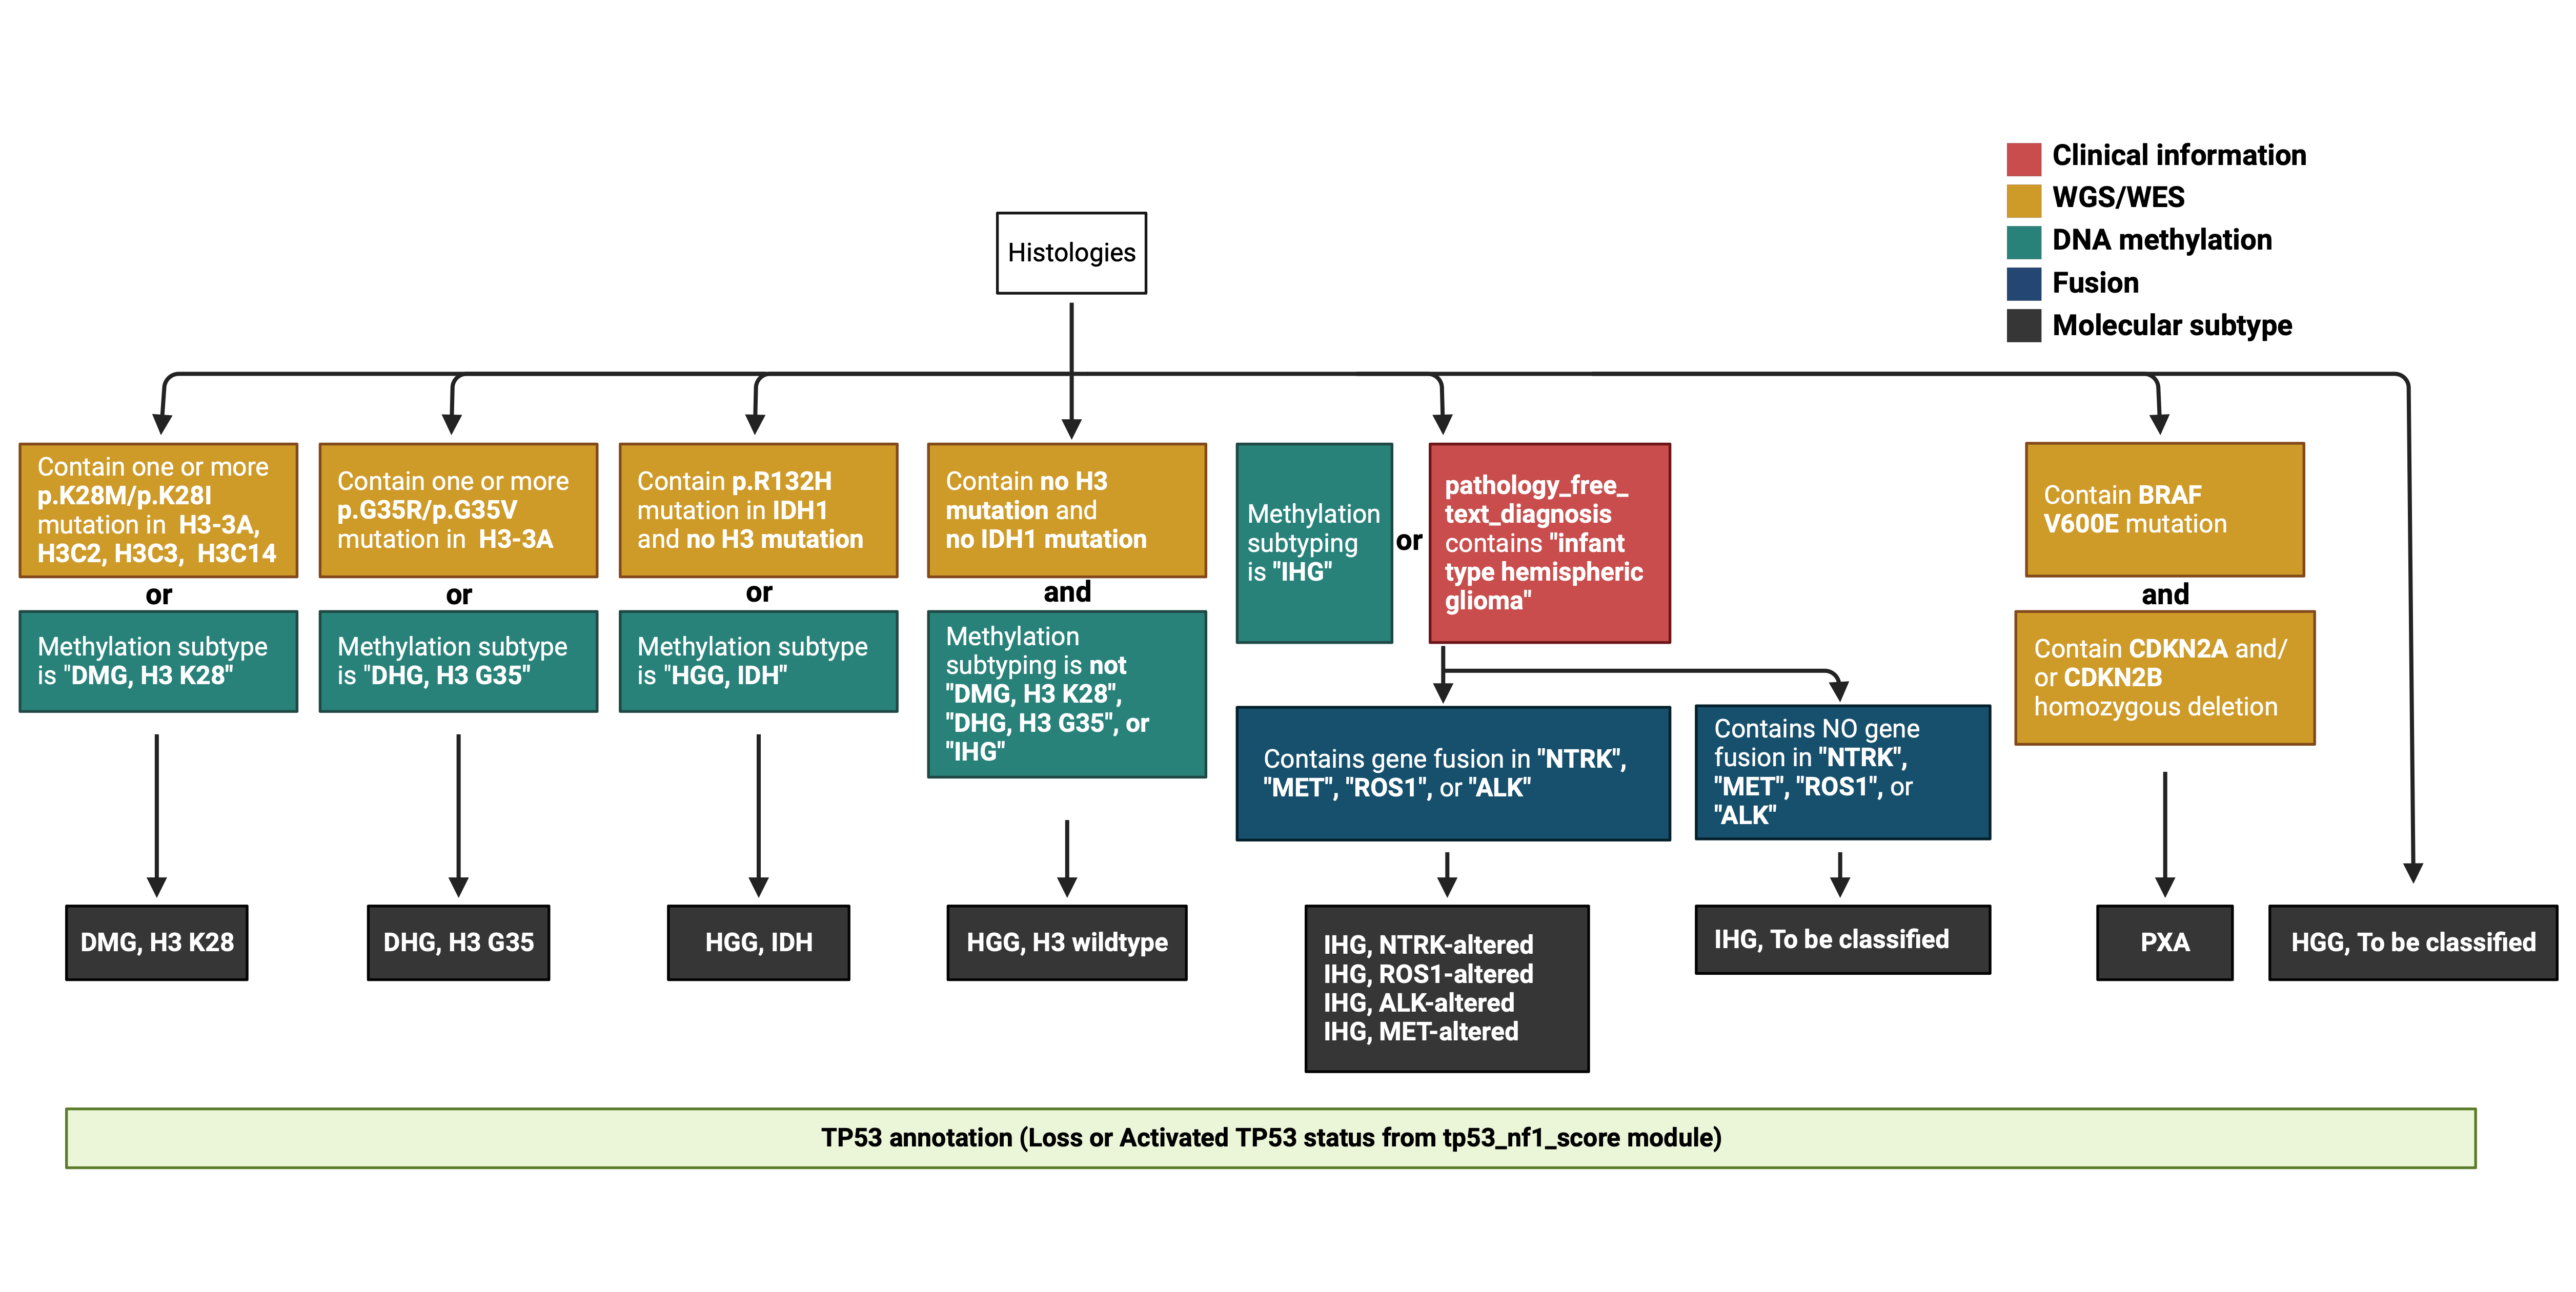 Clinical information
WGS/WES
DNA methylation
Fusion
Molecular subtype
Histologies
Contain one or more
p.K28M/p.K28I
mutation in H3-3A,
H3C2, H3C3, H3C14
or
Methylation subtype
is "DMG, H3 K28"
DMG, H3 K28
Contain one or more
p.G35R/p.G35V
mutation in H3-3A
or
Methylation subtype
is "DHG, H3 G35"
DHG, H3 G35
Contain p.R132H
mutation in IDH1
and no H3 mutation
or
Methylation subtype
is "HGG, IDH"
HGG, IDH
Contain no H3
mutation and
no IDH1 mutation
and
Methylation
subtyping is not
"DMG, H3 K28",
"DHG, H3 G35", or
"IHG"
HGG, H3 wildtype
Methylation
subtyping
is "IHG"
or
pathology_free_
text_diagnosis
contains "infant
type hemispheric
glioma"
Contains gene fusion in "NTRK",
"MET", "ROS1", or "ALK"
IHG, NTRK-altered
IHG, ROS1-altered
IHG, ALK-altered
IHG, MET-altered
Contains NO gene
fusion in "NTRK",
"MET", "ROS1", or
"ALK"
IHG, To be classified
Contain BRAF
V600E mutation
and
Contain CDKN2A and/
or CDKN2B
homozygous deletion
PXA
HGG, To be classified
TP53 annotation (Loss or Activated TP53 status from tp53_nf1_score module)